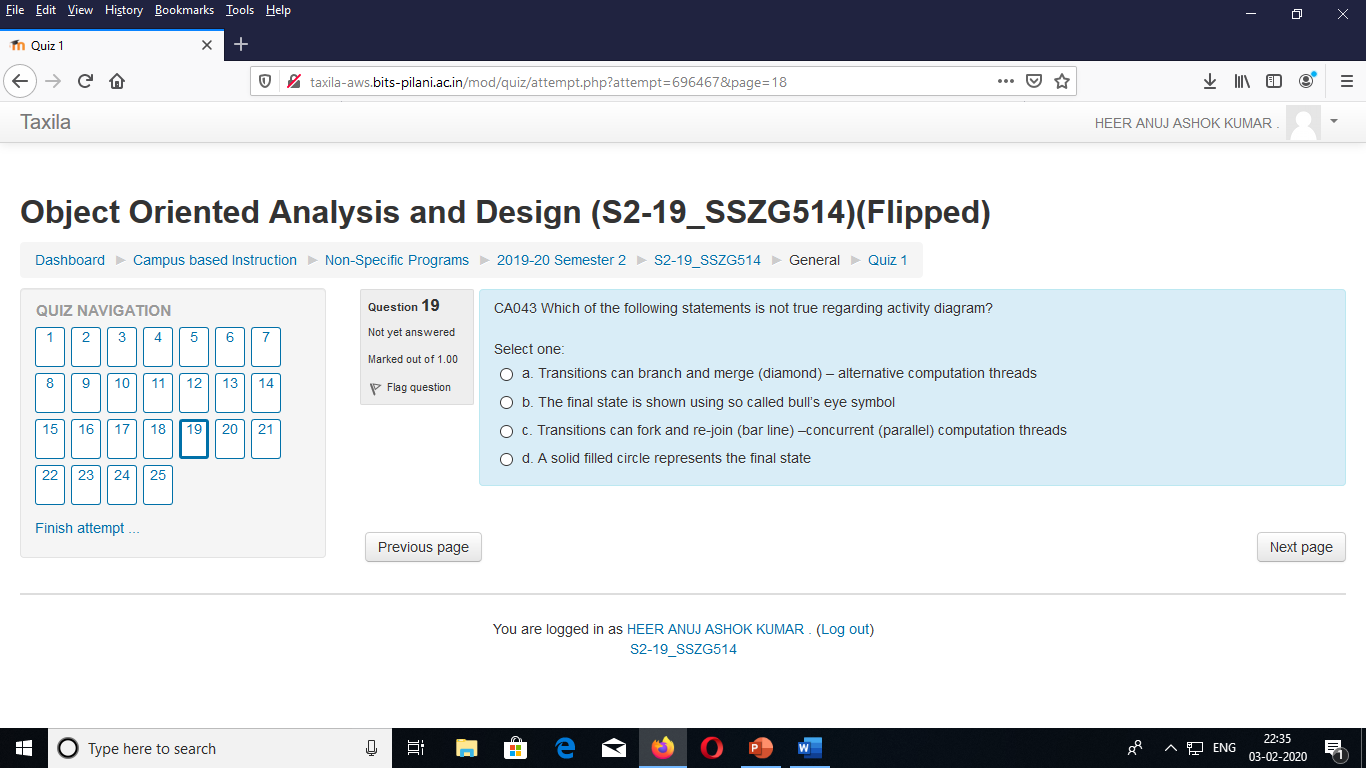 File Edit View History Bookmarks Tools Help
Quiz 1
taxila-aws.bits-pilani.ac.in/mod/quiz/attempt.php?attempt=696467&page=18
Taxila
HEER ANUJ ASHOK KUMAR .
Object Oriented Analysis and Design (S2-19_SSZG514)(Flipped)
Dashboard Campus based Instruction Non-Specific Programs 2019-20 Semester 2 S2-19_SSZG514 General Quiz 1
QUIZ NAVIGATION
1 2 3 4 5 6 7
8 9 10 11 12 13 14
15 16 17 18 19 20 21
22 23 24 25
Finish attempt ...
Question 19
Not yet answered
Marked out of 1.00
Flag question
CA043 Which of the following statements is not true regarding activity diagram?
Select one:
a. Transitions can branch and merge (diamond) – alternative computation threads
b. The final state is shown using so called bull's eye symbol
c. Transitions can fork and re-join (bar line) –concurrent (parallel) computation threads
d. A solid filled circle represents the final state
Previous page
Next page
You are logged in as HEER ANUJ ASHOK KUMAR . (Log out)
S2-19_SSZG514
Type here to search
ENG
22:35
03-02-2020
1